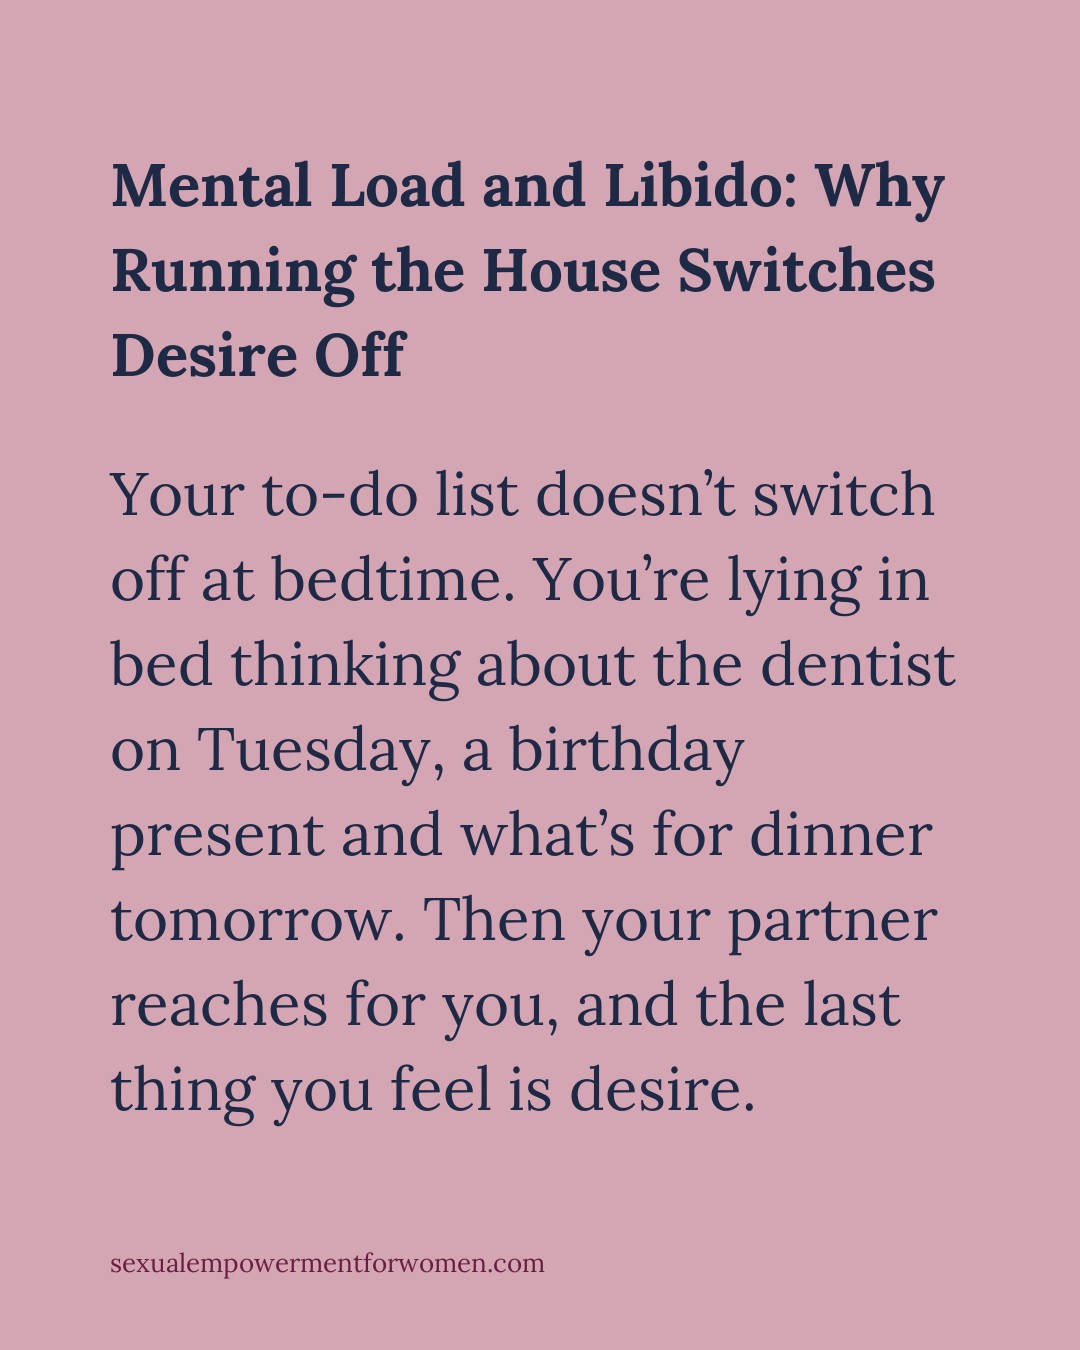 Mental Load and Libido: Why
Running the House Switches
Desire Off
Your to-do list doesn’t switch
off at bedtime. You’re lying in
bed thinking about the dentist
on Tuesday, a birthday
present and what’s for dinner
tomorrow. Then your partner
reaches for you, and the last
thing you feel is desire.
sexualempowermentforwomen.com